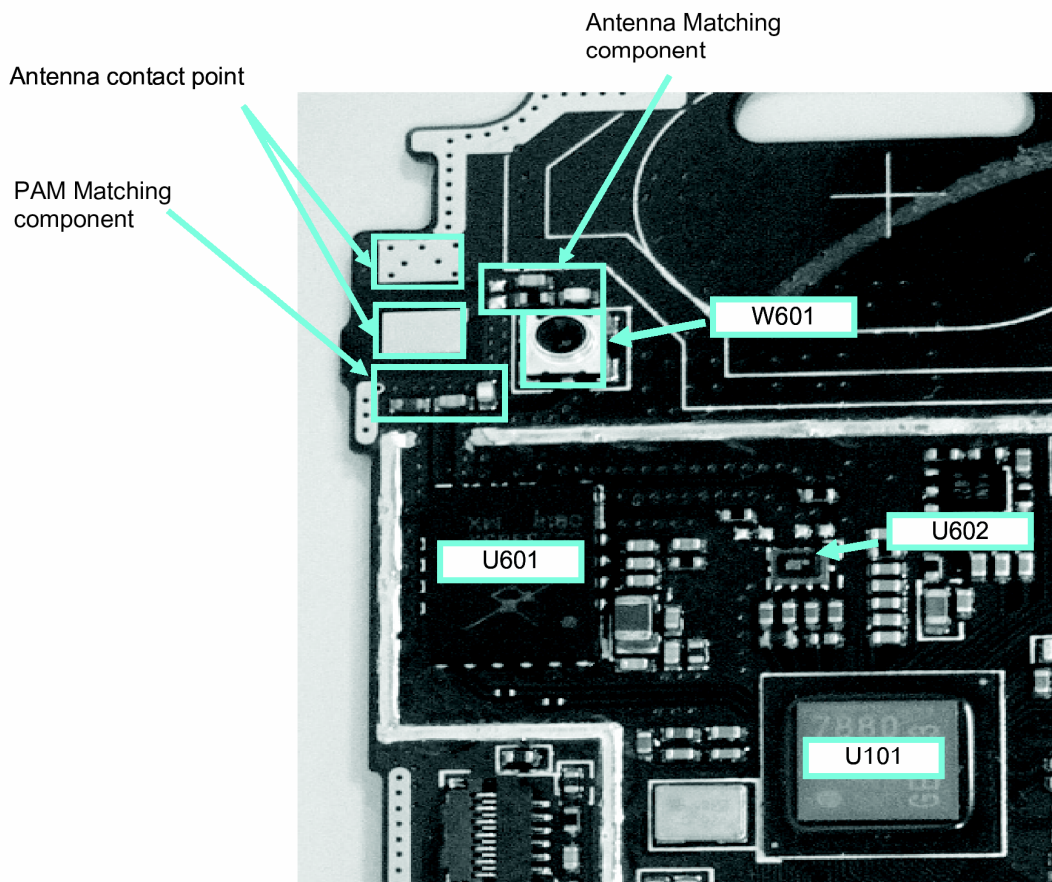 Antenna Matching
component
Antenna contact point
PAM Matching
component
W601
U602
U601
U101